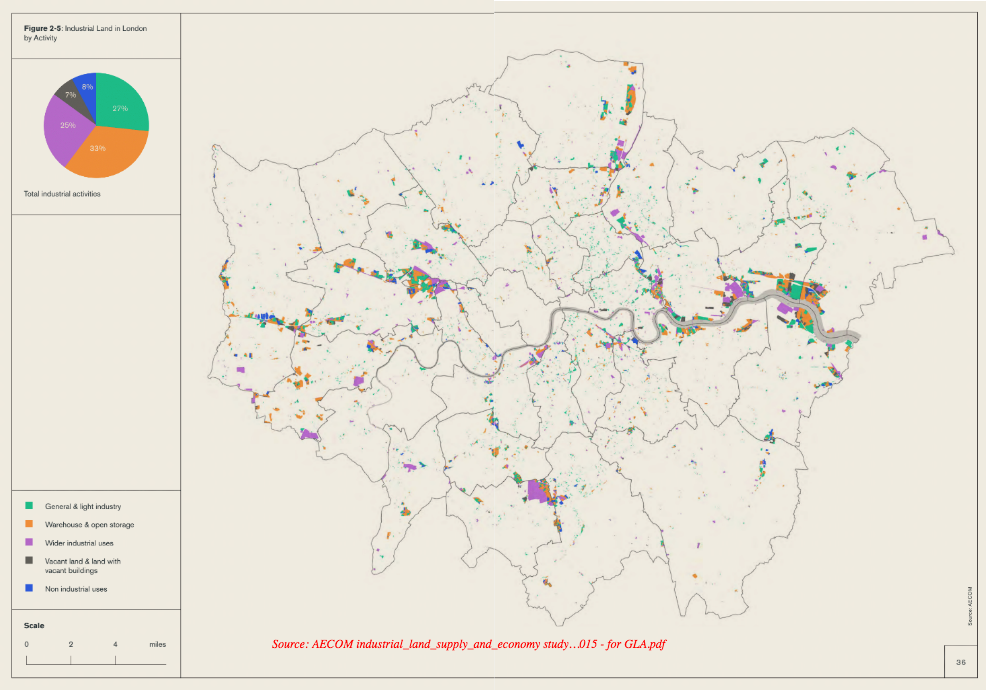 Figure 2-5: Industrial Land in London
by Activity
8%
7%
27%
25%
33%
Total industrial activities
General & light industry
Warehouse & open storage
Wider industrial uses
Vacant land & land with
vacant buildings
Non industrial uses
Scale
0 2 4 miles
Source: AECOM industrial_land_supply_and_economy study…015 - for GLA.pdf
Source: AECOM
36